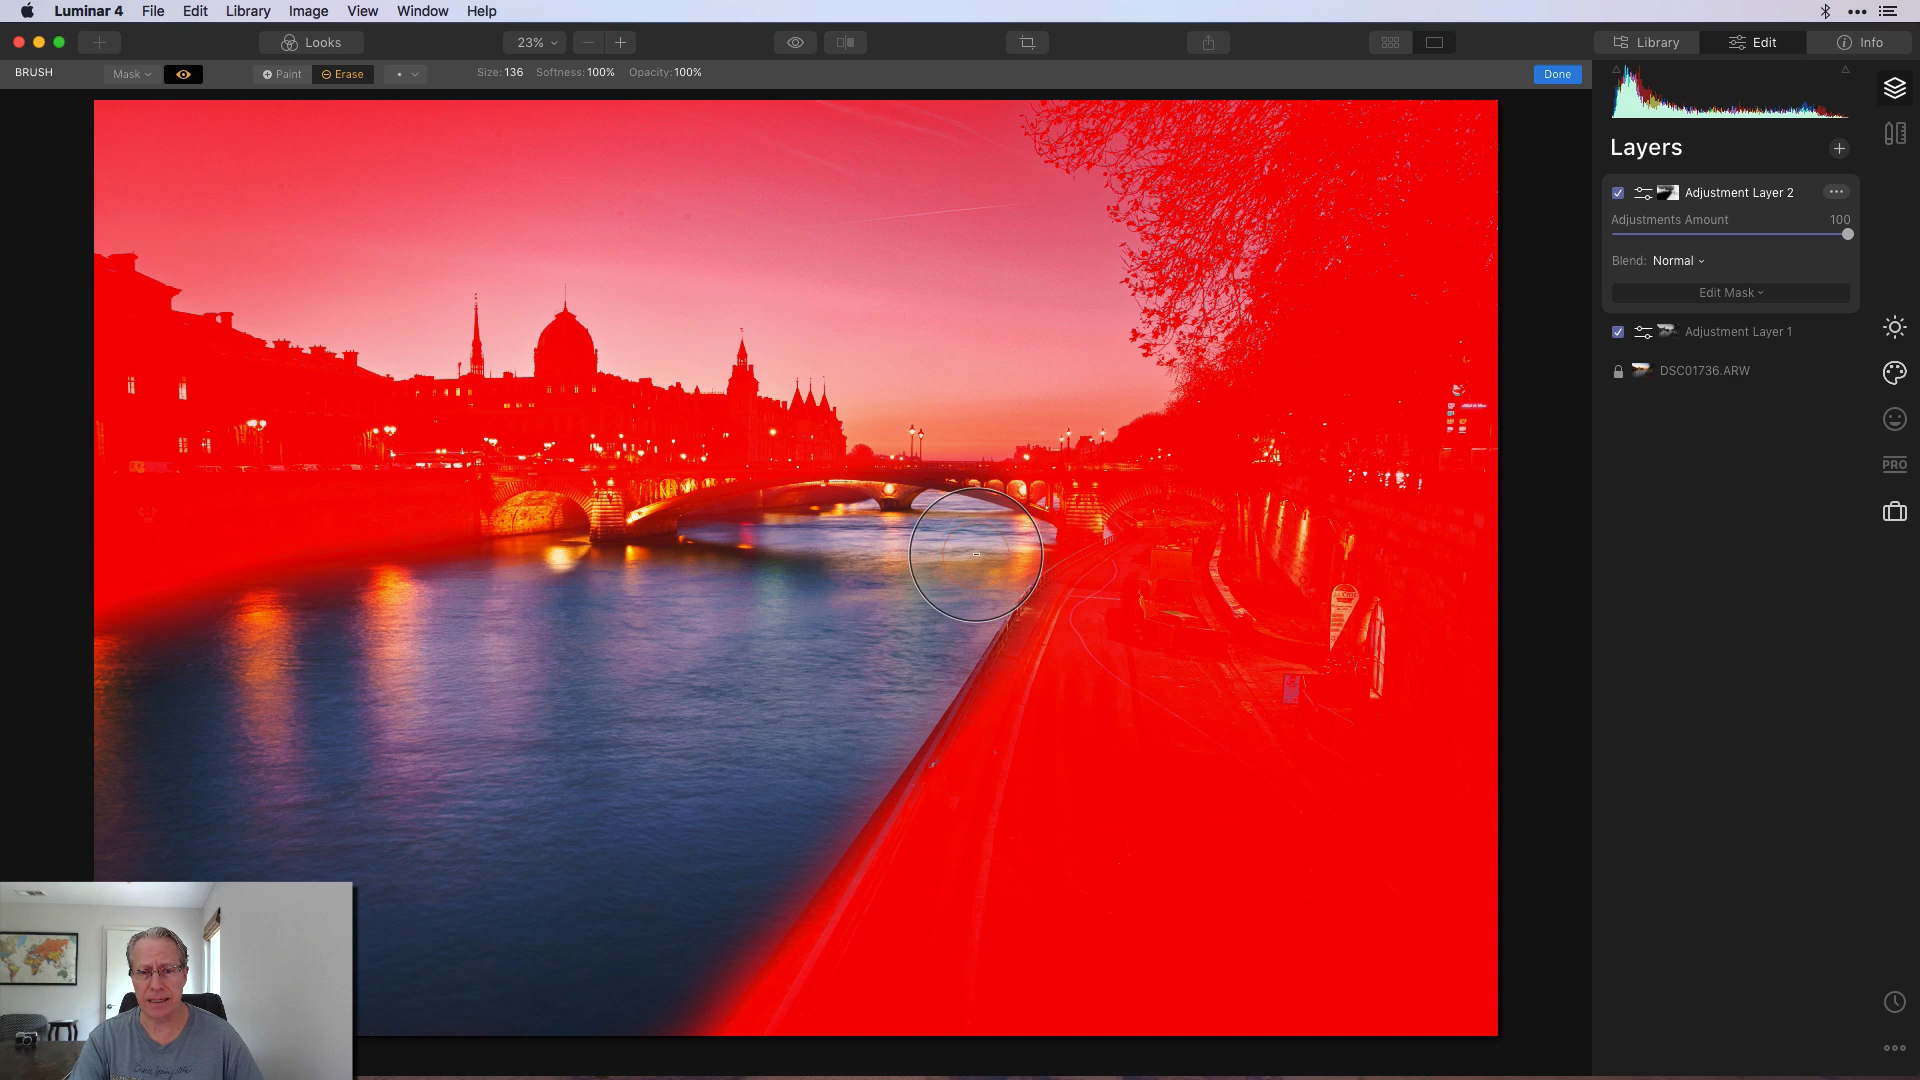 Luminar 4 File Edit Library Image View Window Help
Looks 23% Library Edit Info
BRUSH Mask Paint Erase Size: 136 Softness: 100% Opacity: 100% Done
Layers
Adjustment Layer 2
Adjustments Amount 100
Blend: Normal
Edit Mask
Adjustment Layer 1
DSC01736.ARW
PRO